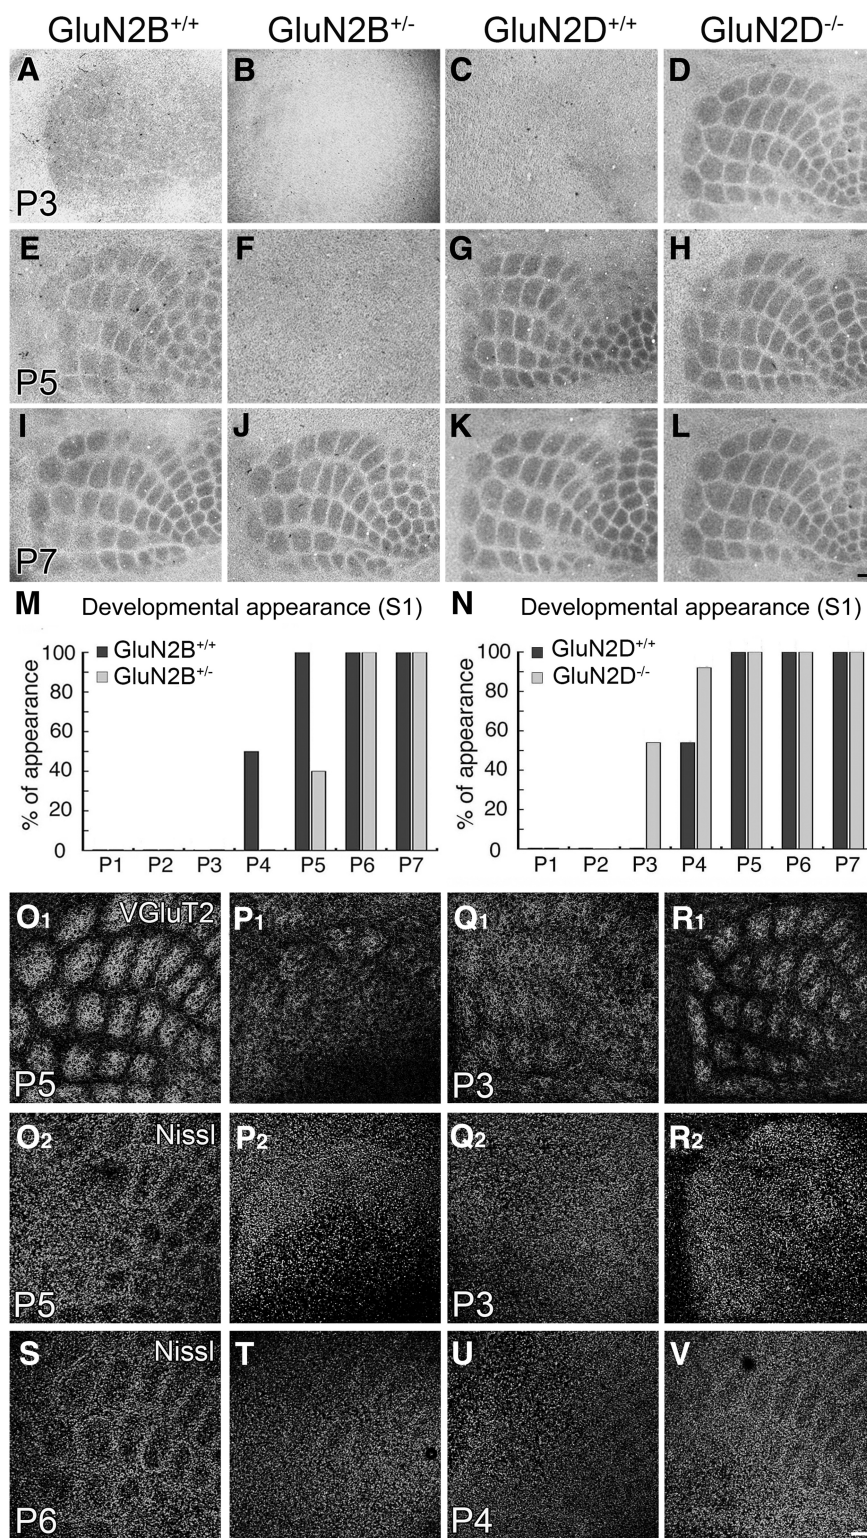 GluN2B+/+ GluN2B+/- GluN2D+/+ GluN2D-/-
A B C D
P3
E F G H
P5
I J K L
P7
M Developmental appearance (S1) N Developmental appearance (S1)
% of appearance
100
80
60
40
20
0
GluN2B+/+
GluN2B+/-
P1 P2 P3 P4 P5 P6 P7
% of appearance
100
80
60
40
20
0
GluN2D+/+
GluN2D-/-
P1 P2 P3 P4 P5 P6 P7
O1 VGluT2 P1 Q1 R1
P5 P3
O2 Nissl P2 Q2 R2
P5 P3
S Nissl T U V
P6 P4